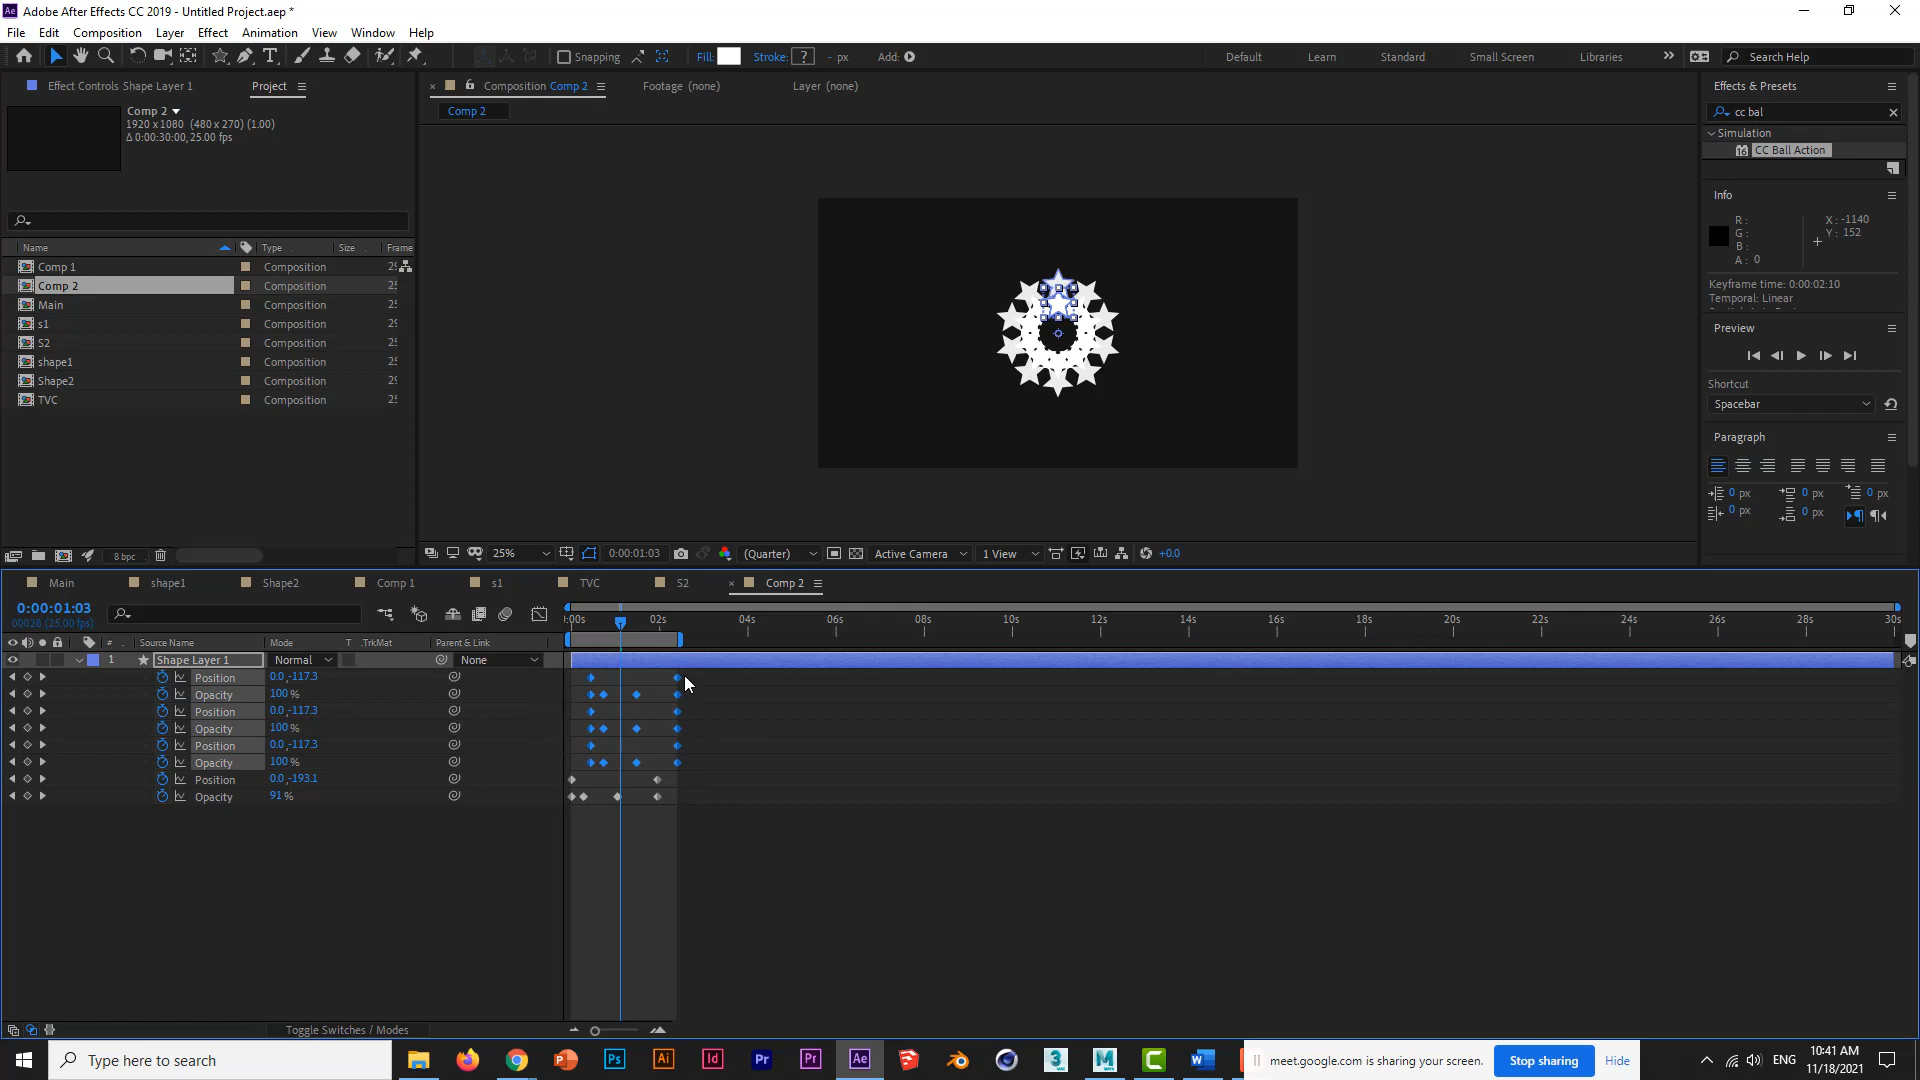 Adobe After Effects CC 2019 - Untitled Project.aep *
File Edit Composition Layer Effect Animation View Window Help
Snapping Fill: Stroke: ? - px Add: Default Learn Standard Small Screen Libraries Search Help
Effect Controls Shape Layer 1 Project
Composition Comp 2 Footage (none) Layer (none)
Comp 2
Comp 2
1920 x 1080 (480 x 270) (1.00)
Δ 0:00:30:00, 25.00 fps
Name Type Size Frame
Comp 1 Composition
Comp 2 Composition
Main Composition
s1 Composition
S2 Composition
shape1 Composition
Shape2 Composition
TVC Composition
8 bpc
25% 0:00:01:03 (Quarter) Active Camera 1 View +0.0
Effects & Presets
cc bal
Simulation
CC Ball Action
Info
R : X : -1140
G : Y : 152
B :
A : 0
Keyframe time: 0:00:02:10
Temporal: Linear
Preview
Shortcut
Spacebar
Paragraph
0 px 0 px 0 px
0 px 0 px
Main shape1 Shape2 Comp 1 s1 TVC S2 Comp 2
0:00:01:03
00028 (25.00 fps)
:00s 02s 04s 06s 08s 10s 12s 14s 16s 18s 20s 22s 24s 26s 28s 30s
# Source Name Mode T .TrkMat Parent & Link
1 Shape Layer 1 Normal None
Position 0.0,-117.3
Opacity 100 %
Position 0.0,-117.3
Opacity 100 %
Position 0.0,-117.3
Opacity 100 %
Position 0.0,-193.1
Opacity 91 %
Toggle Switches / Modes
Type here to search
meet.google.com is sharing your screen. Stop sharing Hide
ENG 10:41 AM
11/18/2021